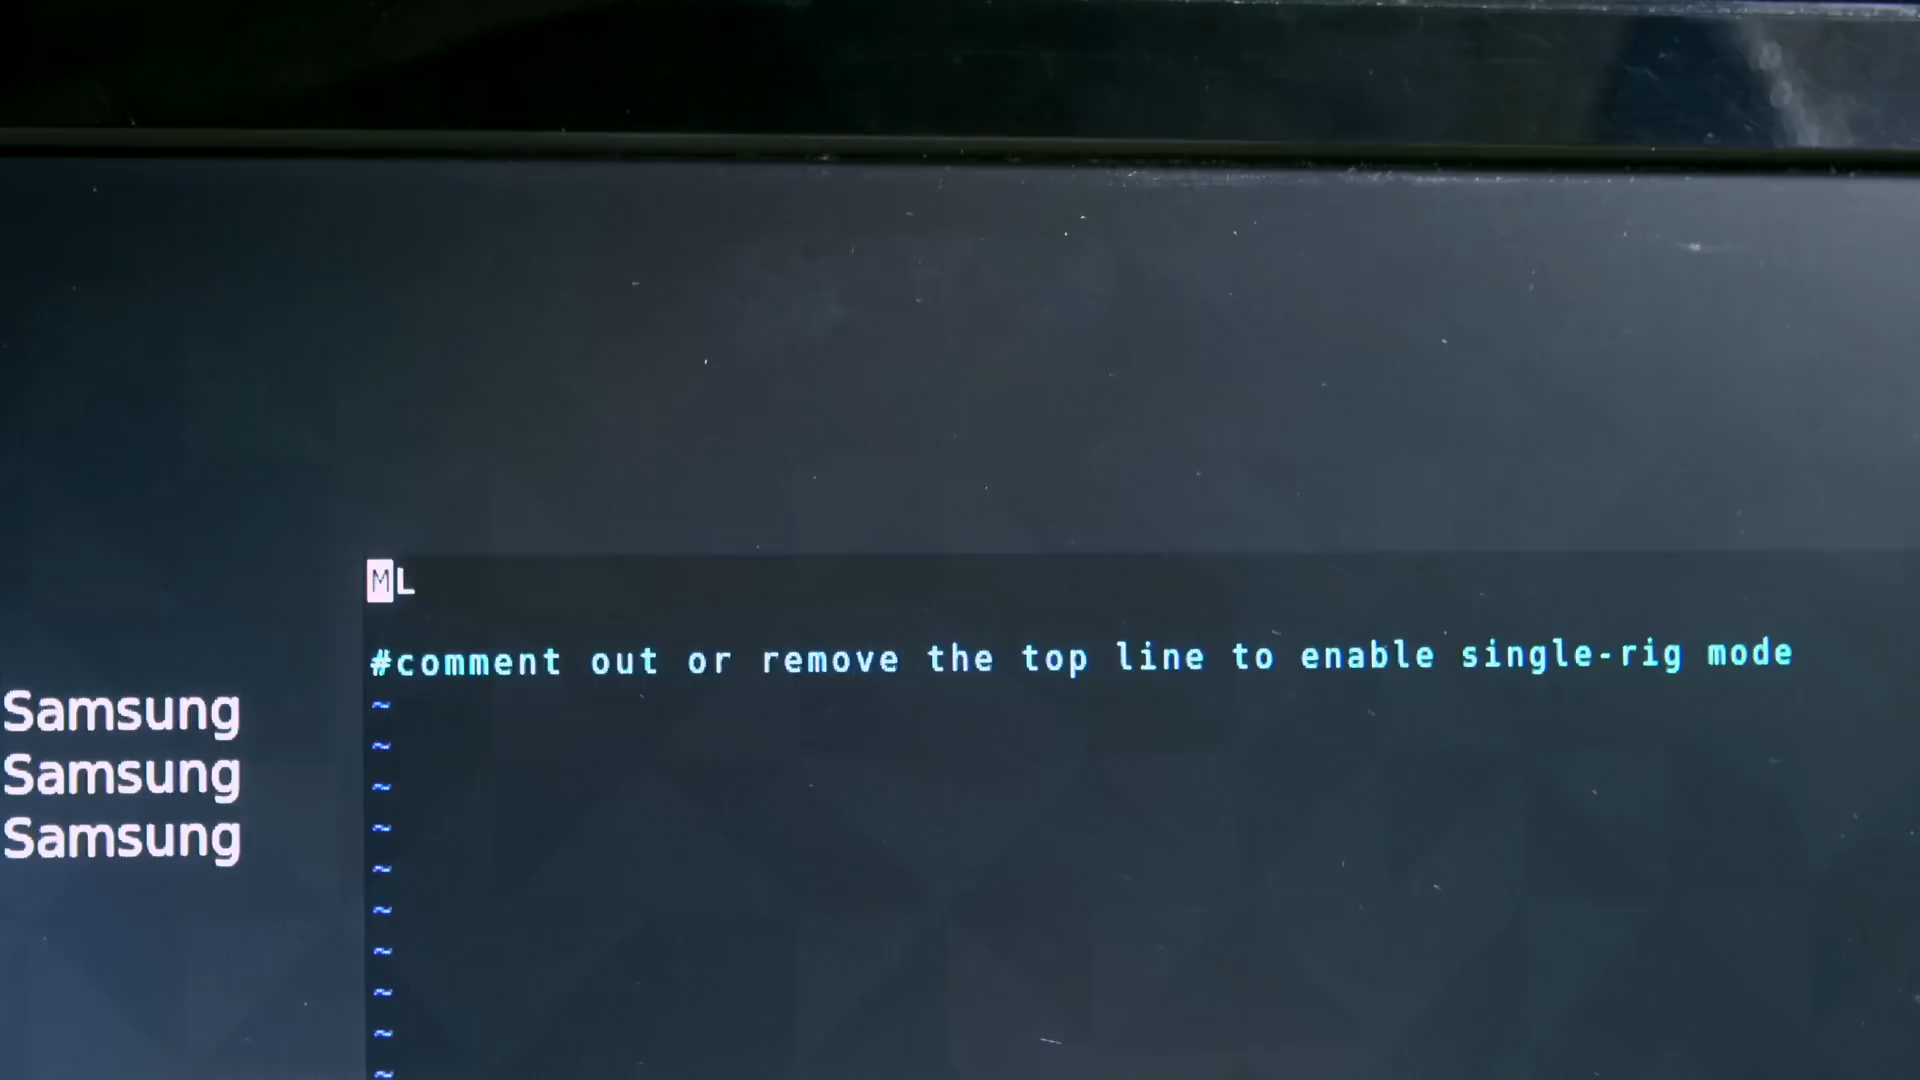 ML
#comment out or remove the top line to enable single-rig mode
~
~
~
~
~
~
~
~
~
~
Samsung
Samsung
Samsung